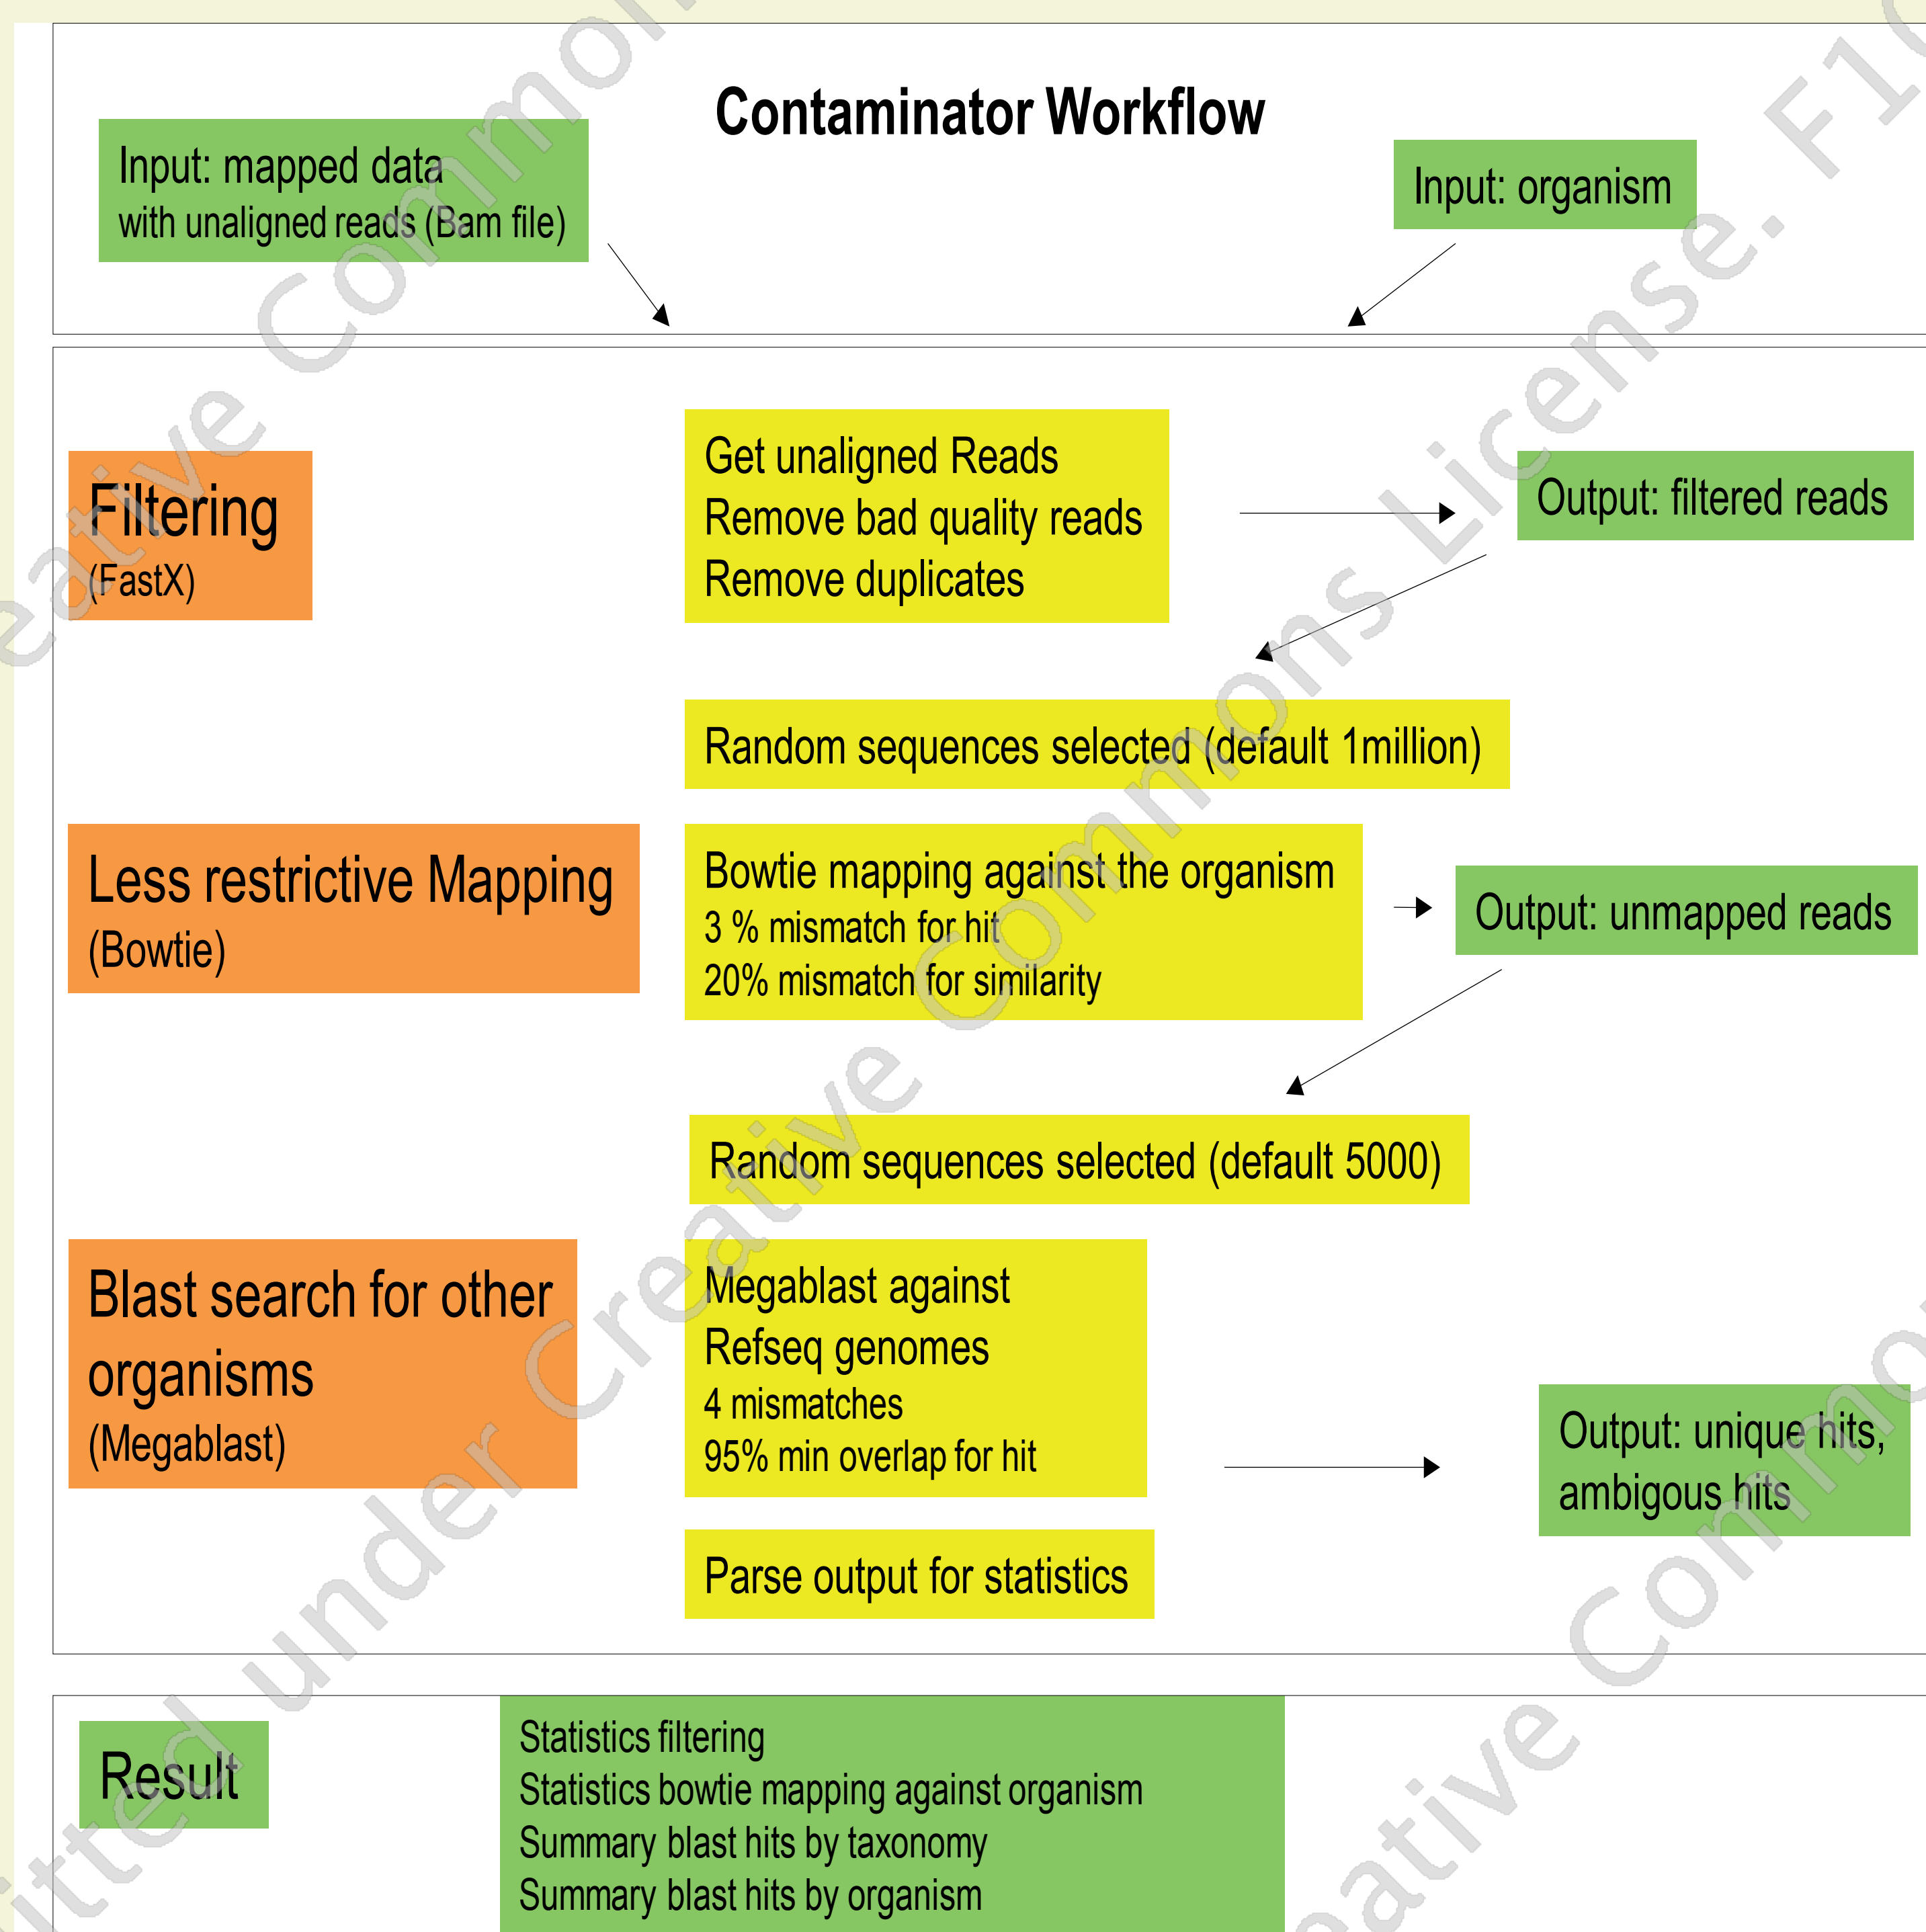 Contaminator Workflow
Input: mapped data
with unaligned reads (Bam file)
Input: organism
Filtering
(FastX)
Get unaligned Reads
Remove bad quality reads
Remove duplicates
Output: filtered reads
Random sequences selected (default 1million)
Less restrictive Mapping
(Bowtie)
Bowtie mapping against the organism
3 % mismatch for hit
20% mismatch for similarity
Output: unmapped reads
Random sequences selected (default 5000)
Blast search for other
organisms
(Megablast)
Megablast against
Refseq genomes
4 mismatches
95% min overlap for hit
Output: unique hits,
ambigous hits
Parse output for statistics
Result
Statistics filtering
Statistics bowtie mapping against organism
Summary blast hits by taxonomy
Summary blast hits by organism
under Creative Commons License.